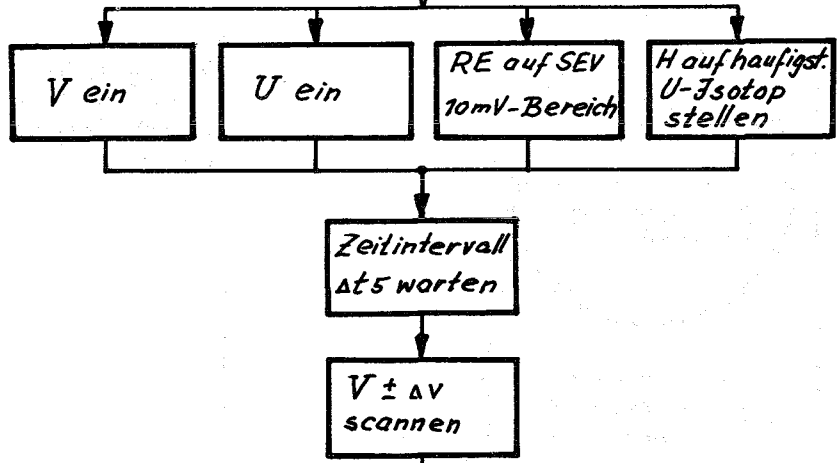 V ein
U ein
RE auf SEV
10mV-Bereich
H auf haufigst.
U-Isotop
stellen
Zeitintervall
Δt5 warten
V ± Δv
scannen